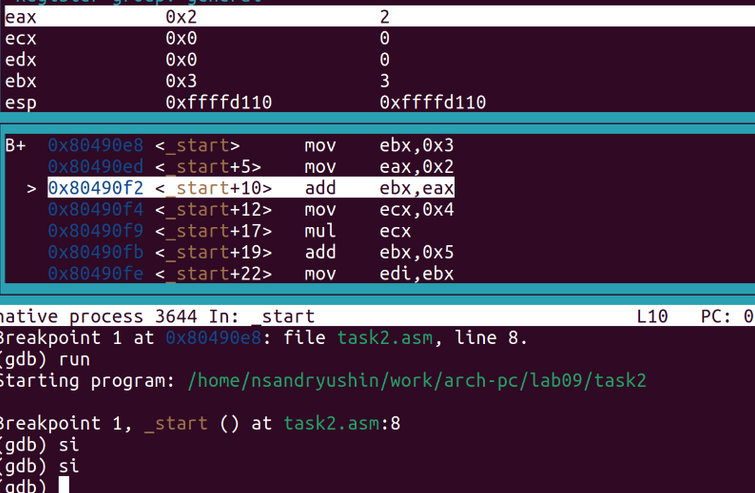 Register group: general
eax 0x2 2
ecx 0x0 0
edx 0x0 0
ebx 0x3 3
esp 0xffffd110 0xffffd110
B+ 0x80490e8 <_start> mov ebx,0x3
0x80490ed <_start+5> mov eax,0x2
> 0x80490f2 <_start+10> add ebx,eax
0x80490f4 <_start+12> mov ecx,0x4
0x80490f9 <_start+17> mul ecx
0x80490fb <_start+19> add ebx,0x5
0x80490fe <_start+22> mov edi,ebx
native process 3644 In: _start L10 PC: 0
Breakpoint 1 at 0x80490e8: file task2.asm, line 8.
(gdb) run
Starting program: /home/nsandryushin/work/arch-pc/lab09/task2
Breakpoint 1, _start () at task2.asm:8
(gdb) si
(gdb) si
(gdb)